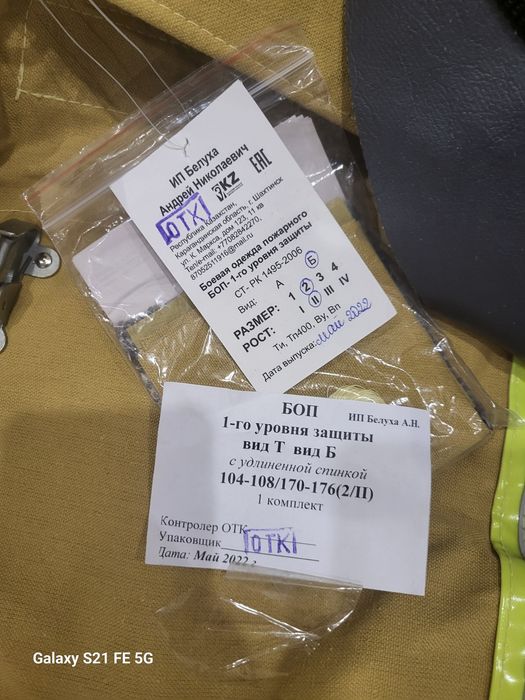 ИП Белуха
Андрей Николаевич
ОТК
KZ
EAC
Республика Казахстан,
Карагандинская область, г. Шахтинск
ул. К. Маркса, дом 123, 11 кв
Тел/e-mail: +77082842270,
87052511916@mail.ru
Боевая одежда пожарного
БОП- 1-го уровня защиты
СТ- РК 1495-2006
Вид: А Б
РАЗМЕР: 1 2 3 4
РОСТ: I II III IV
Ти, Тп400, Ву, Вп
Дата выпуска: май 2022
БОП ИП Белуха А.Н.
1-го уровня защиты
вид Т вид Б
с удлиненной спинкой
104-108/170-176(2/II)
1 комплект
Контролер ОТК
Упаковщик ОТК
Дата: Май 2022 г
Galaxy S21 FE 5G